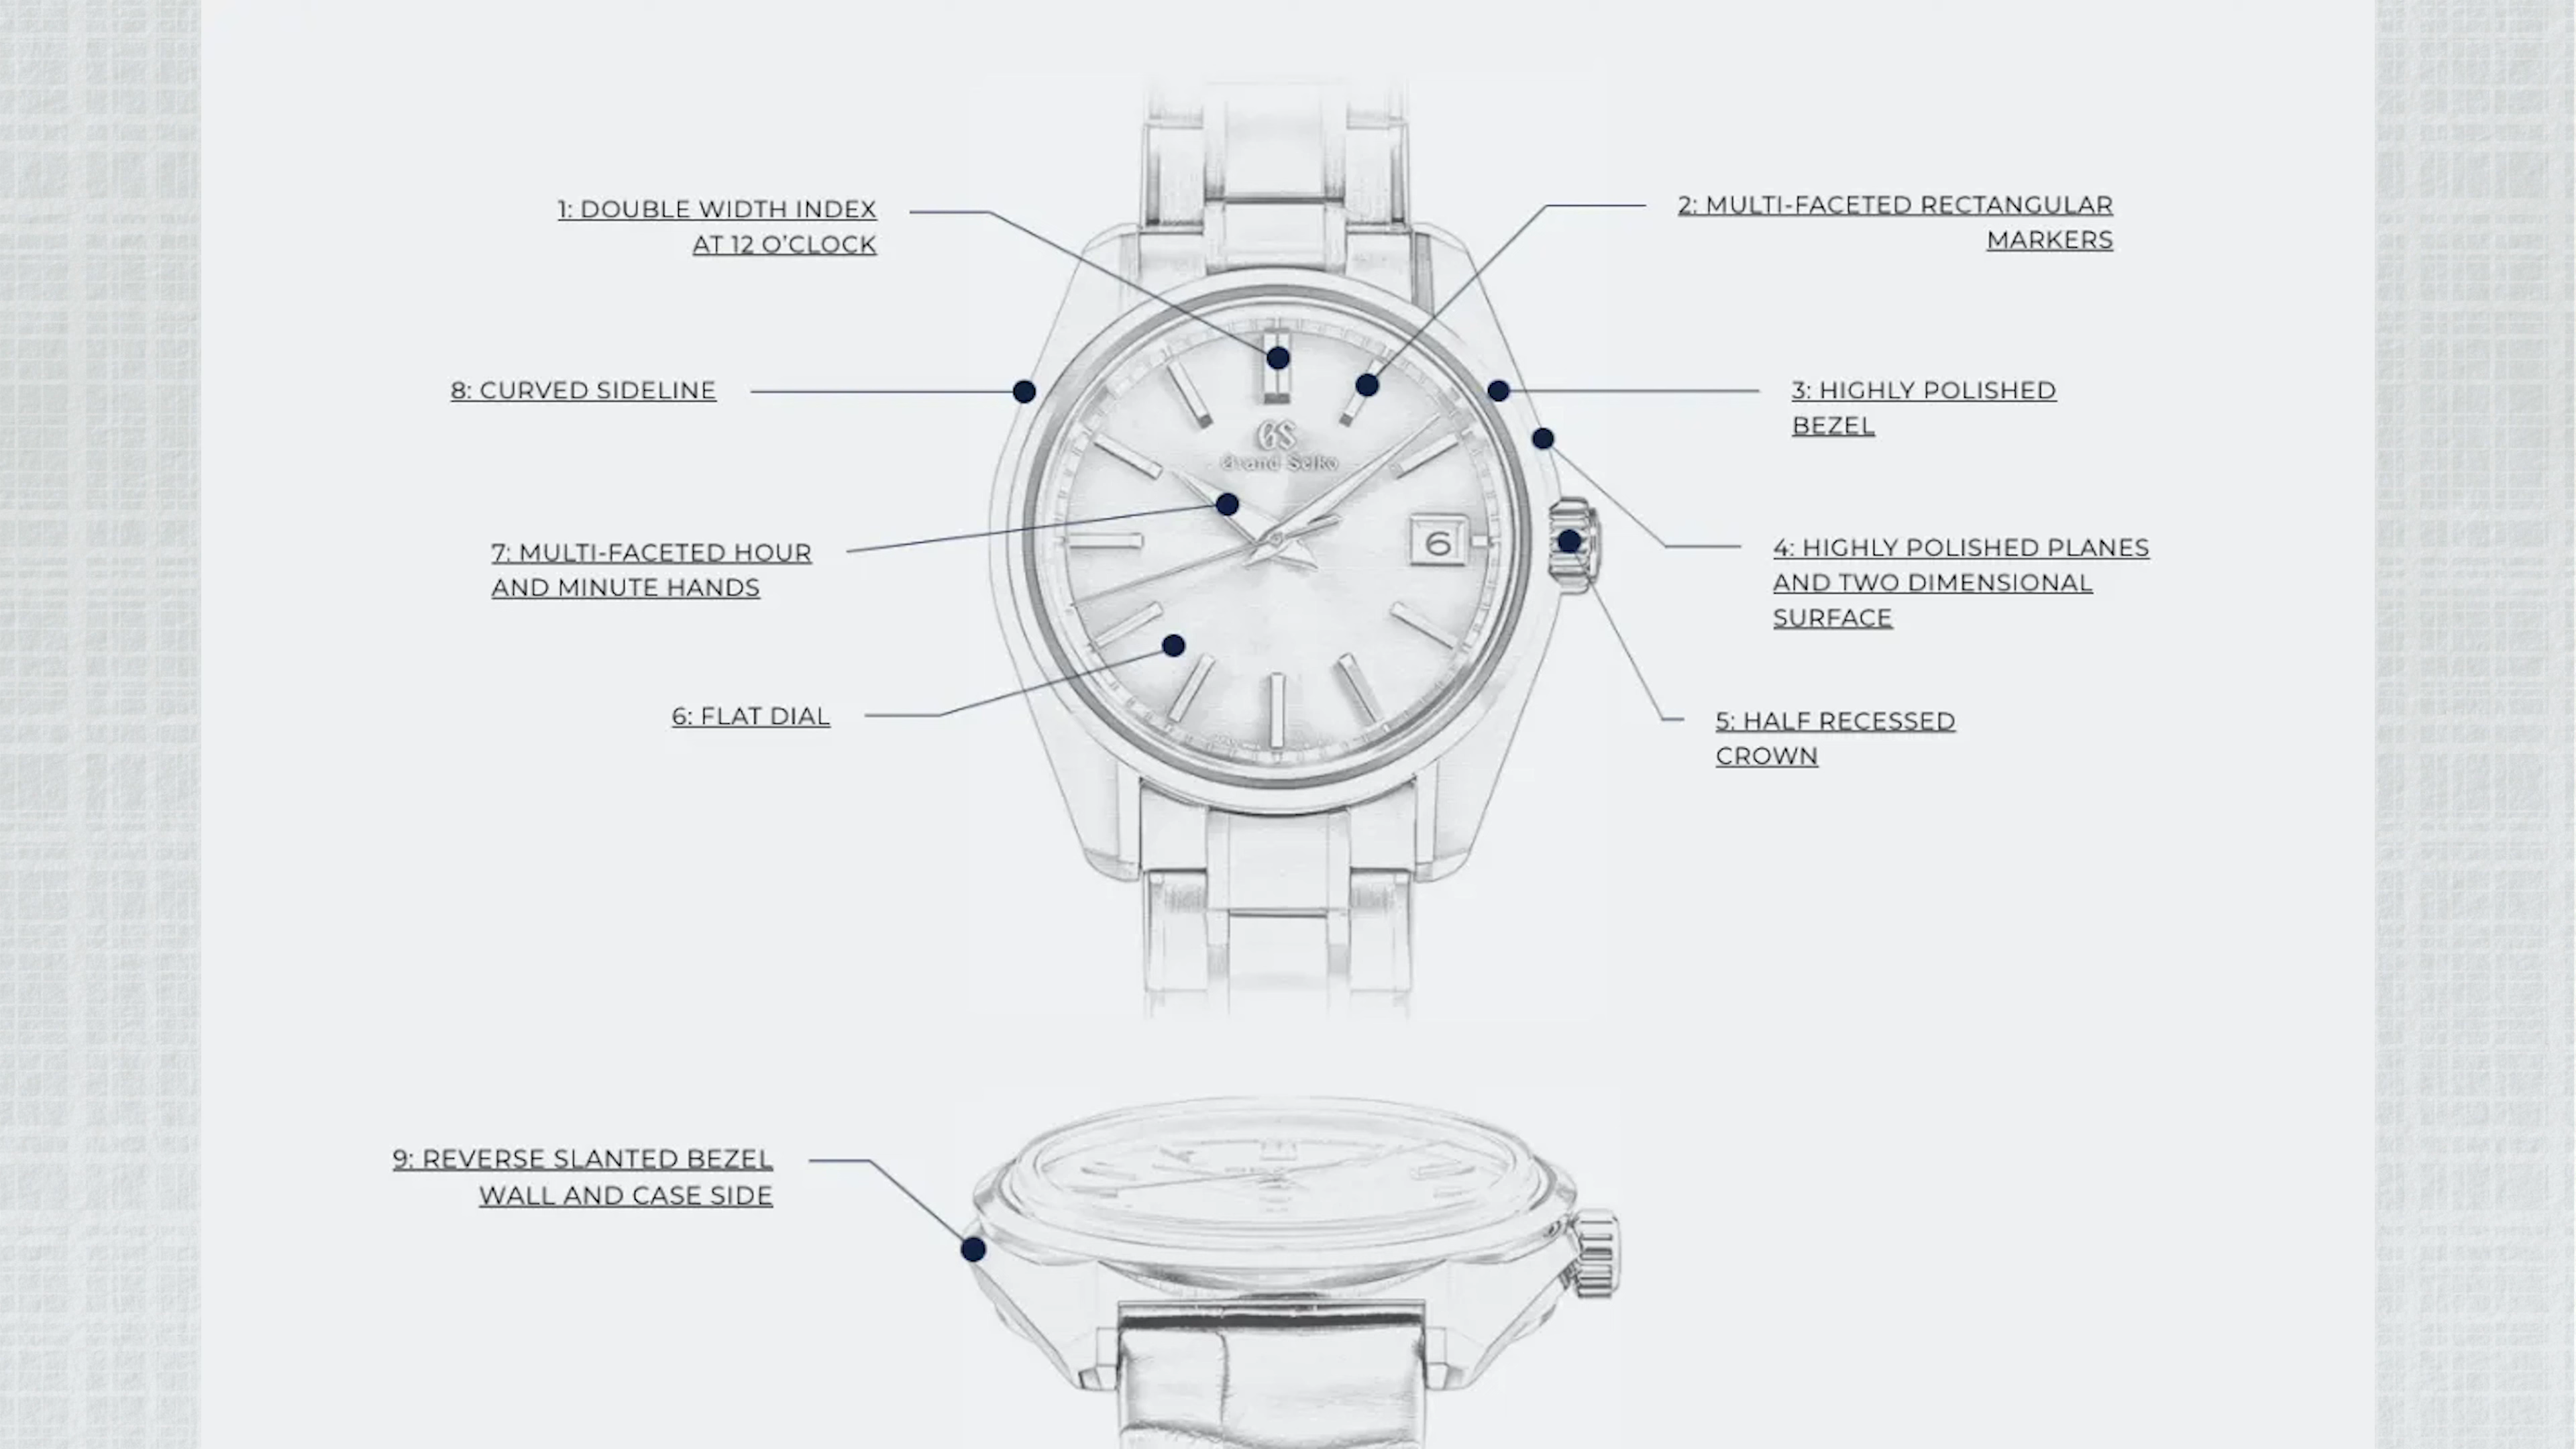 1: DOUBLE WIDTH INDEX
AT 12 O'CLOCK
2: MULTI-FACETED RECTANGULAR
MARKERS
8: CURVED SIDELINE
3: HIGHLY POLISHED
BEZEL
GS
Grand Seiko
7: MULTI-FACETED HOUR
AND MINUTE HANDS
6
4: HIGHLY POLISHED PLANES
AND TWO DIMENSIONAL
SURFACE
6: FLAT DIAL
5: HALF RECESSED
CROWN
9: REVERSE SLANTED BEZEL
WALL AND CASE SIDE